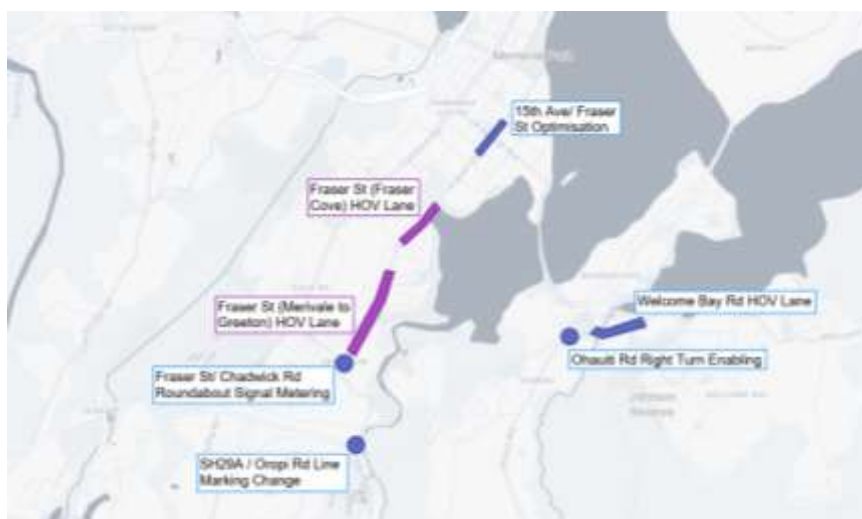 15th Ave/ Fraser
St Optimisation
Fraser St (Fraser
Cove) HOV Lane
Fraser St (Merivale to
Greeton) HOV Lane
Welcome Bay Rd HOV Lane
Ohauiti Rd Right Turn Enabling
Fraser St/ Chadwick Rd
Roundabout Signal Metering
SH29A / Oropi Rd Line
Marking Change